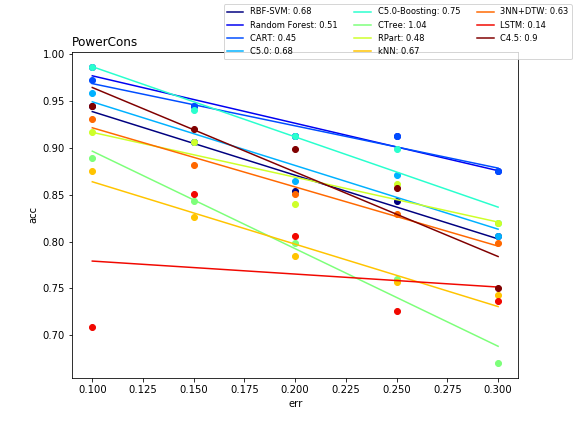 RBF-SVM: 0.68 C5.0-Boosting: 0.75 3NN+DTW: 0.63
Random Forest: 0.51 CTree: 1.04 LSTM: 0.14
CART: 0.45 RPart: 0.48 C4.5: 0.9
C5.0: 0.68 kNN: 0.67
PowerCons
1.00
0.95
0.90
0.85
0.80
0.75
0.70
acc
0.100 0.125 0.150 0.175 0.200 0.225 0.250 0.275 0.300
err